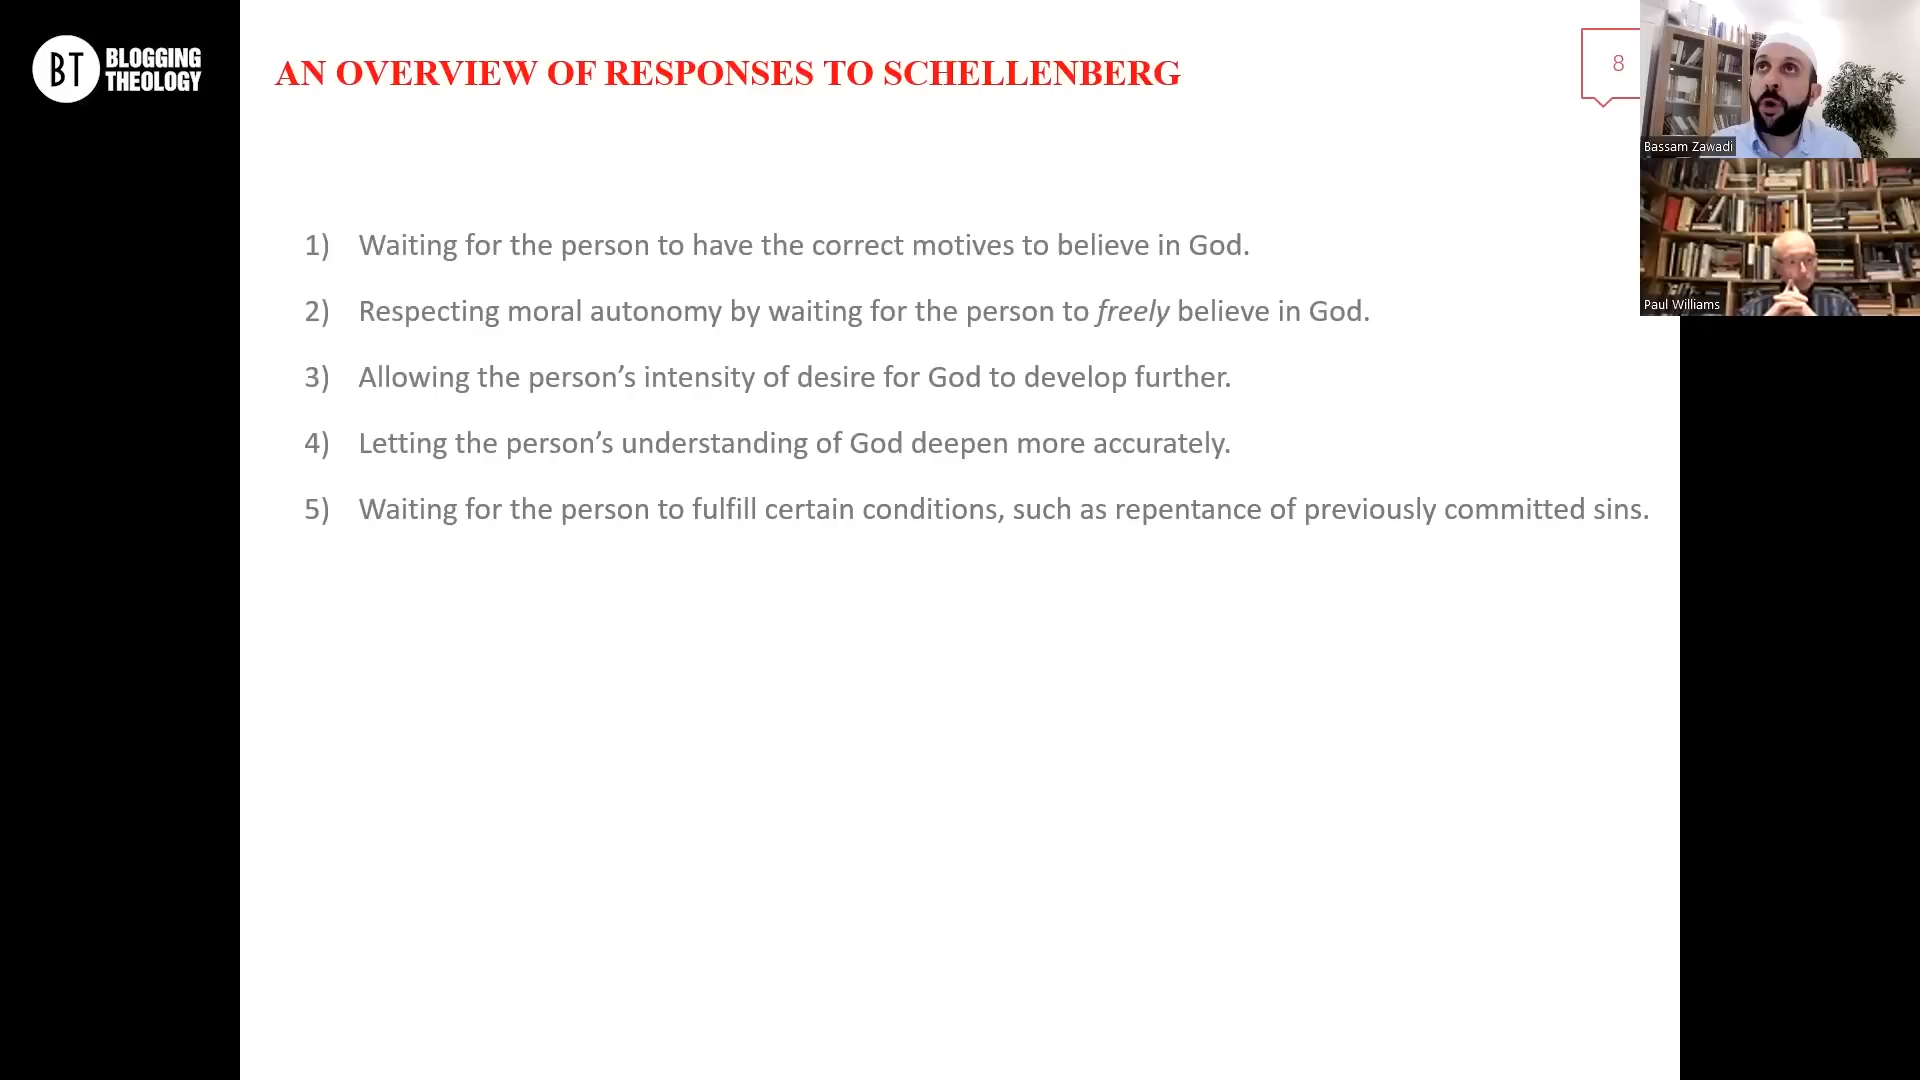 BT BLOGGING
THEOLOGY
AN OVERVIEW OF RESPONSES TO SCHELLENBERG
8
Bassam Zawadi
Paul Williams
1) Waiting for the person to have the correct motives to believe in God.
2) Respecting moral autonomy by waiting for the person to freely believe in God.
3) Allowing the person’s intensity of desire for God to develop further.
4) Letting the person’s understanding of God deepen more accurately.
5) Waiting for the person to fulfill certain conditions, such as repentance of previously committed sins.